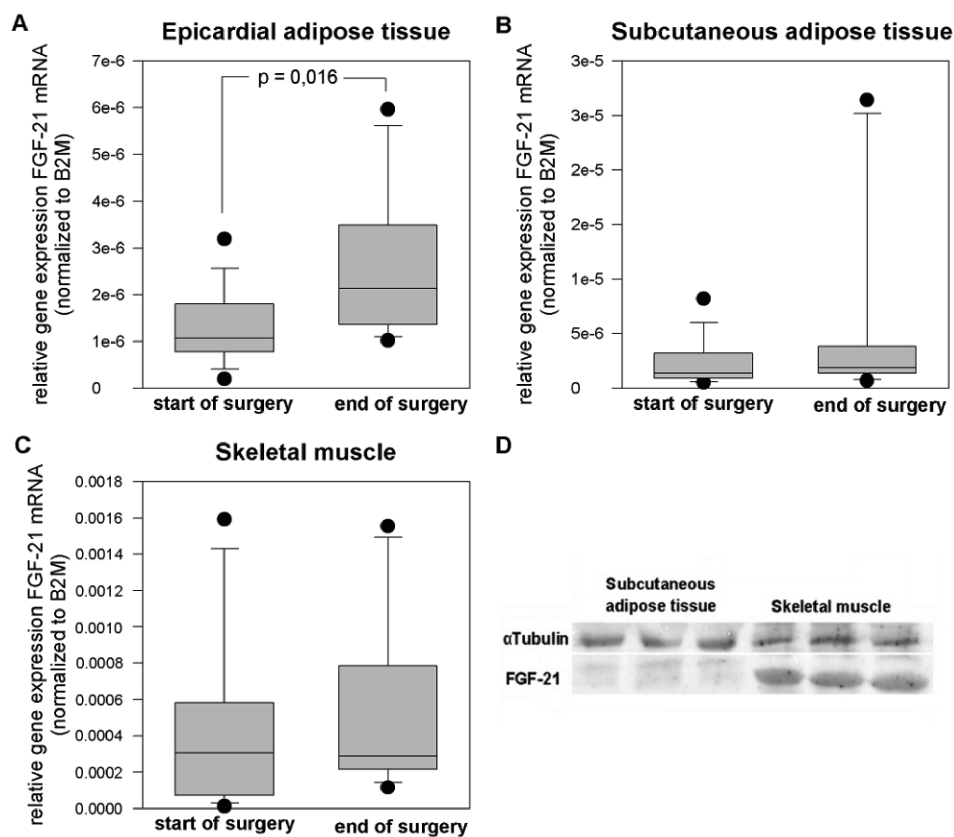 A
Epicardial adipose tissue
relative gene expression FGF-21 mRNA
(normalized to B2M)
7e-6
6e-6
5e-6
4e-6
3e-6
2e-6
1e-6
0
p = 0,016
start of surgery
end of surgery
B
Subcutaneous adipose tissue
relative gene expression FGF-21 mRNA
(normalized to B2M)
3e-5
3e-5
2e-5
2e-5
1e-5
5e-6
0
start of surgery
end of surgery
C
Skeletal muscle
relative gene expression FGF-21 mRNA
(normalized to B2M)
0.0018
0.0016
0.0014
0.0012
0.0010
0.0008
0.0006
0.0004
0.0002
0.0000
start of surgery
end of surgery
D
Subcutaneous
adipose tissue
Skeletal muscle
αTubulin
FGF-21